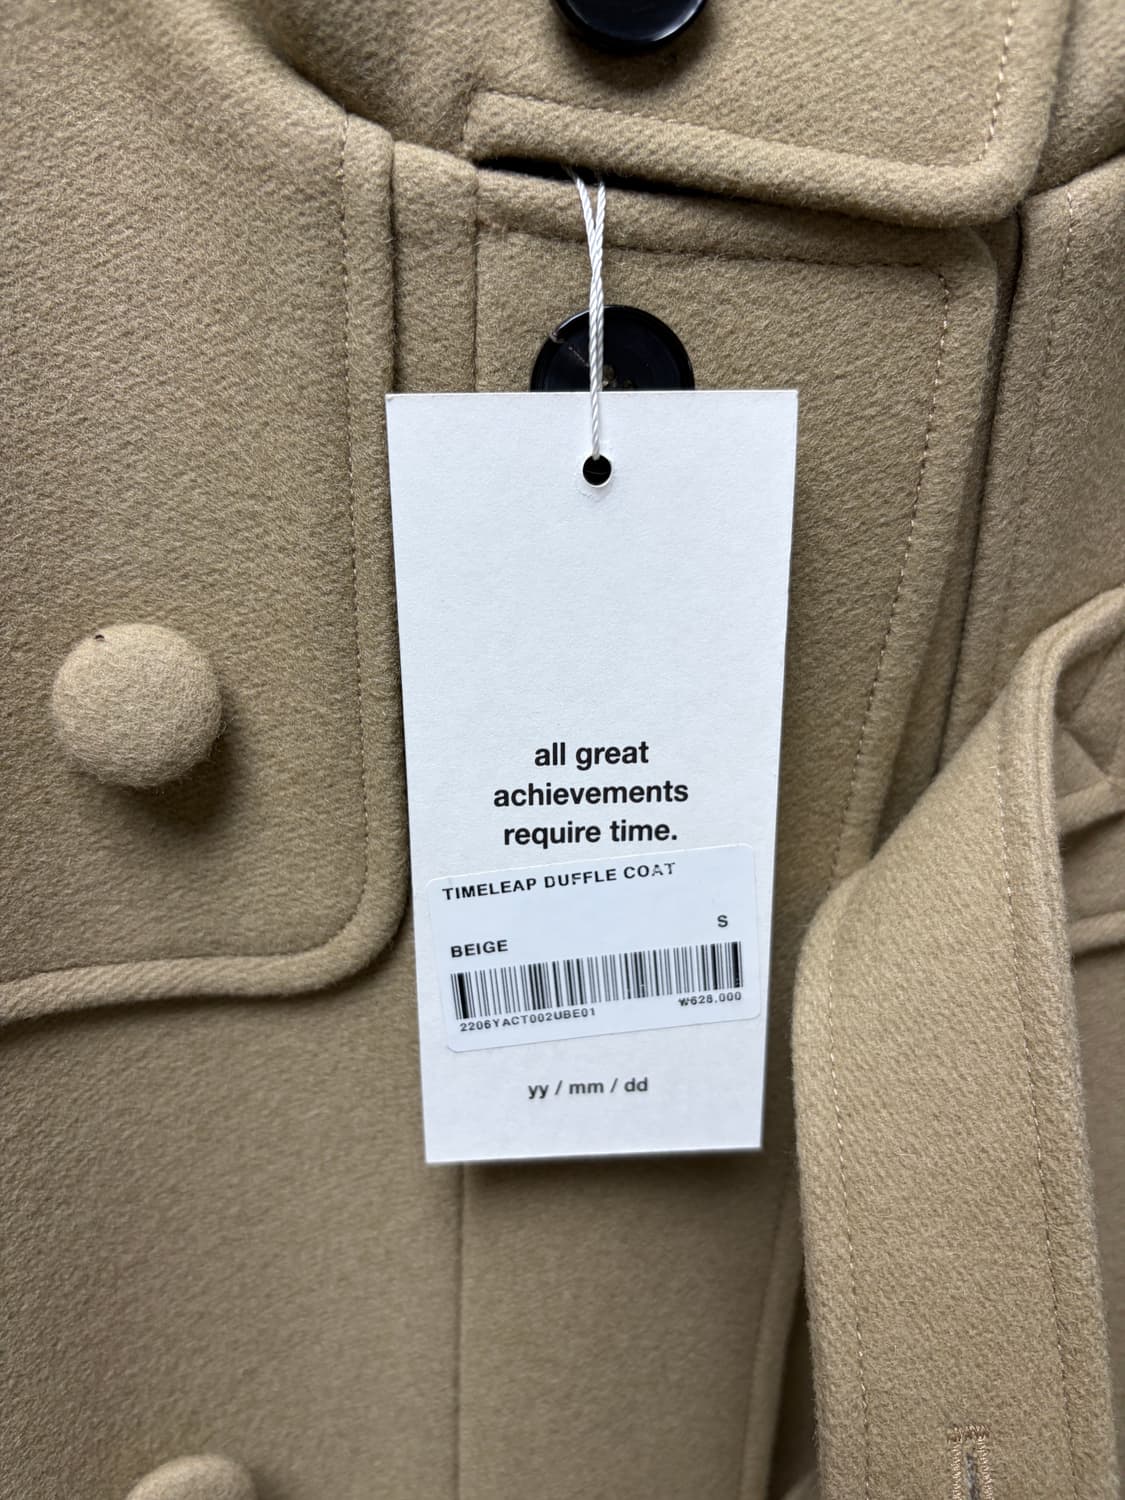 all great
achievements
require time.
TIMELEAP DUFFLE COAT
S
BEIGE
2206YACT002UBE01
₩628,000
yy / mm / dd